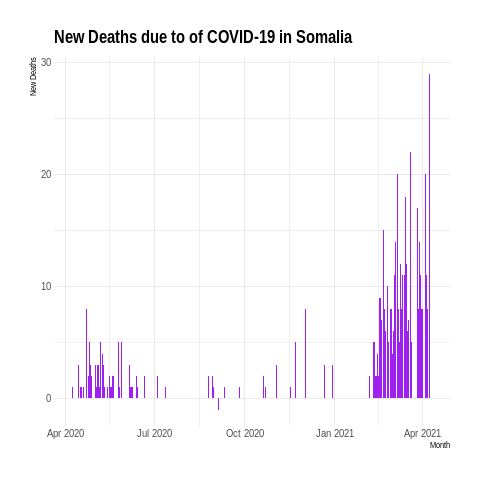 New Deaths due to of COVID-19 in Somalia
New Deaths
30
20
10
0
Apr 2020 Jul 2020 Oct 2020 Jan 2021 Apr 2021
Month